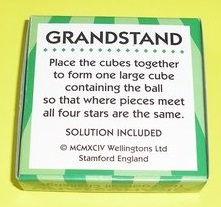 GRANDSTAND
Place the cubes together
to form one large cube
containing the ball
so that where pieces meet
all four stars are the same.
SOLUTION INCLUDED
© MCMXCIV Wellingtons Ltd
Stamford England